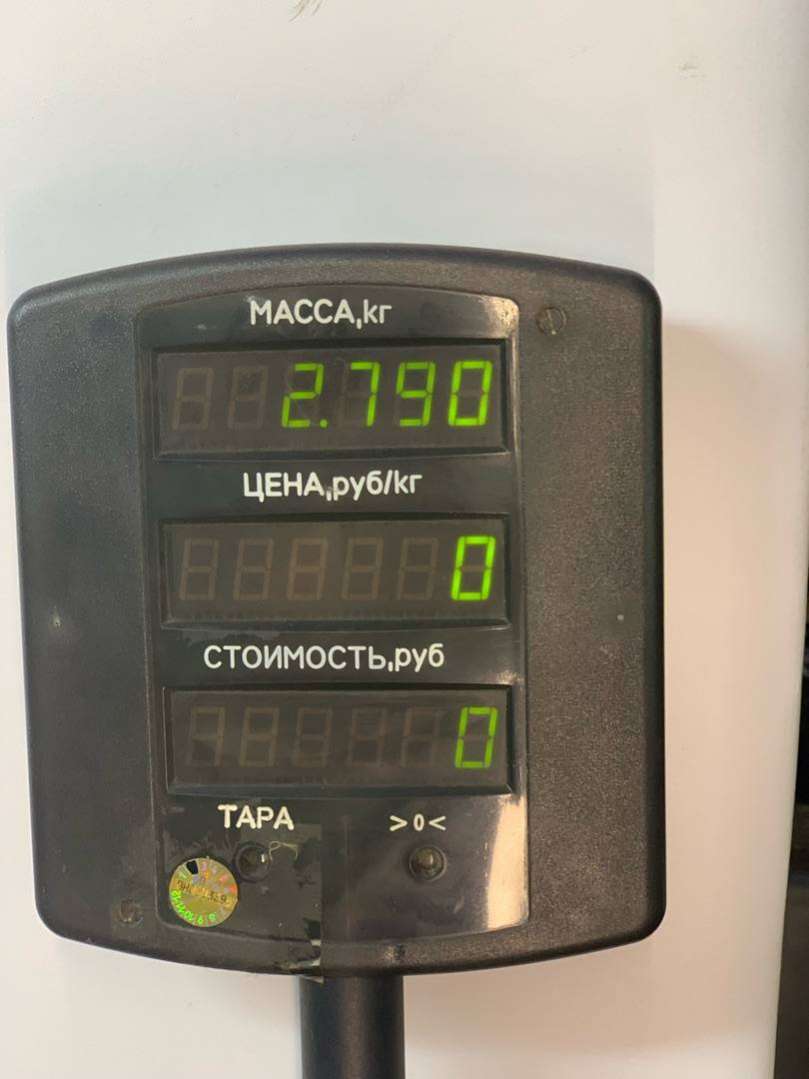 МАССА,кг
2.790
ЦЕНА,руб/кг
0
СТОИМОСТЬ,руб
0
ТАРА >0<